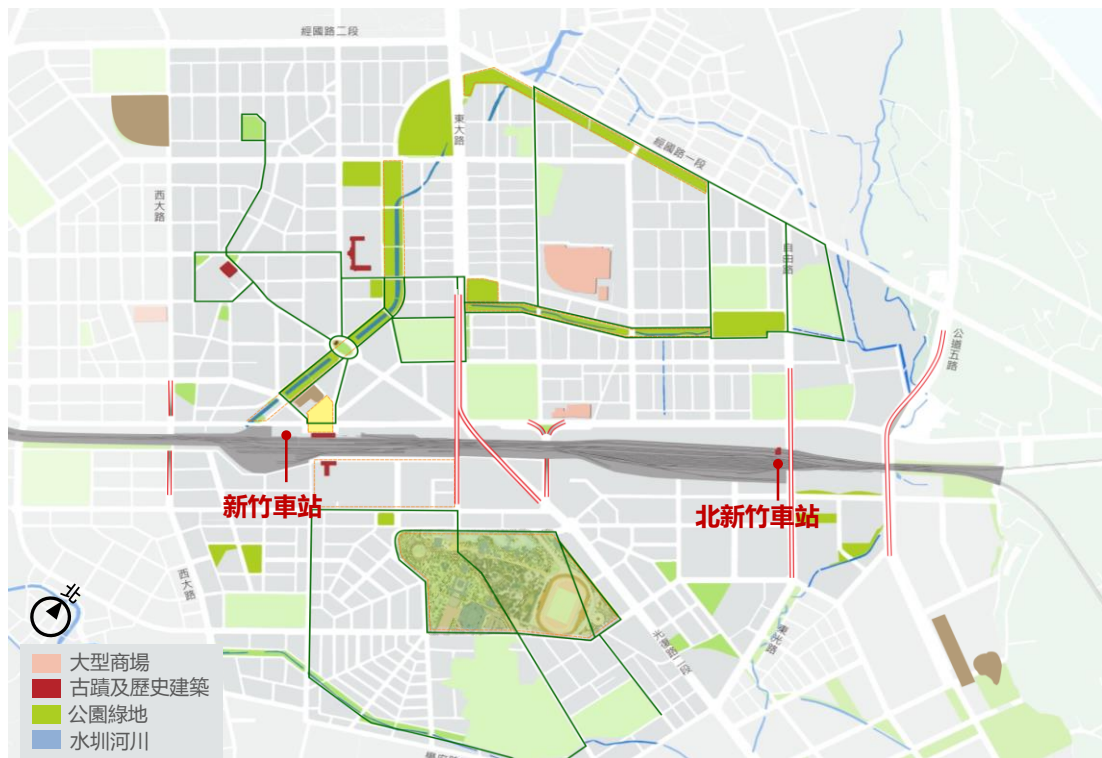 經國路二段
東大路
經國路一段
西大路
自由路
公道五路
新竹車站
北新竹車站
西大路
東光路
北
大型商場
古蹟及歷史建築
公園綠地
水圳河川